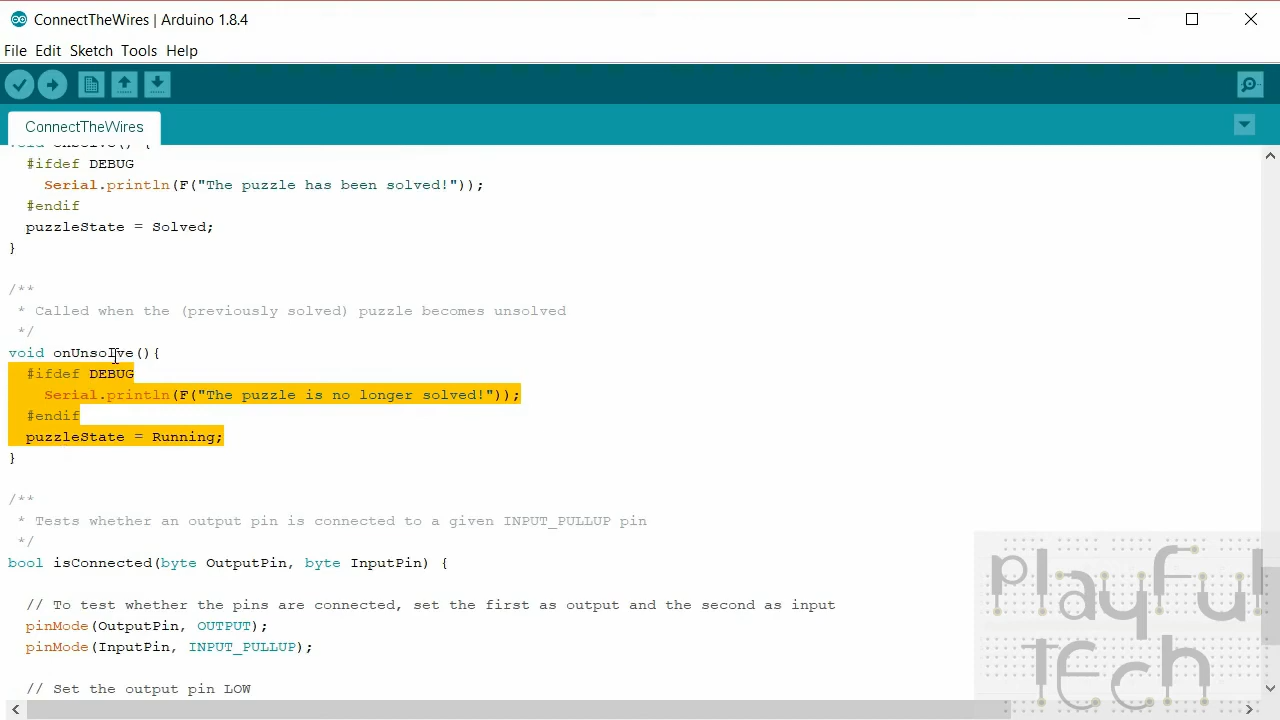 ConnectTheWires | Arduino 1.8.4
File Edit Sketch Tools Help
ConnectTheWires
void onSolve() {
#ifdef DEBUG
Serial.println(F("The puzzle has been solved!"));
#endif
puzzleState = Solved;
}
/**
* Called when the (previously solved) puzzle becomes unsolved
*/
void onUnsolve(){
#ifdef DEBUG
Serial.println(F("The puzzle is no longer solved!"));
#endif
puzzleState = Running;
}
/**
* Tests whether an output pin is connected to a given INPUT_PULLUP pin
*/
bool isConnected(byte OutputPin, byte InputPin) {
// To test whether the pins are connected, set the first as output and the second as input
pinMode(OutputPin, OUTPUT);
pinMode(InputPin, INPUT_PULLUP);
// Set the output pin LOW
playful
TEch